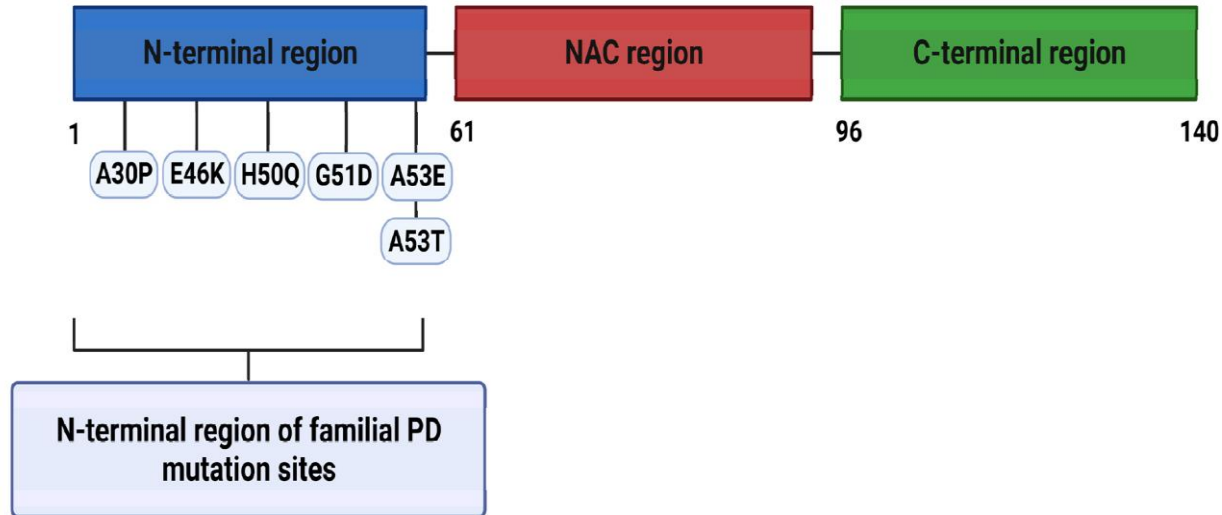 N-terminal region
NAC region
C-terminal region
1
61
96
140
A30P
E46K
H50Q
G51D
A53E
A53T
N-terminal region of familial PD
mutation sites